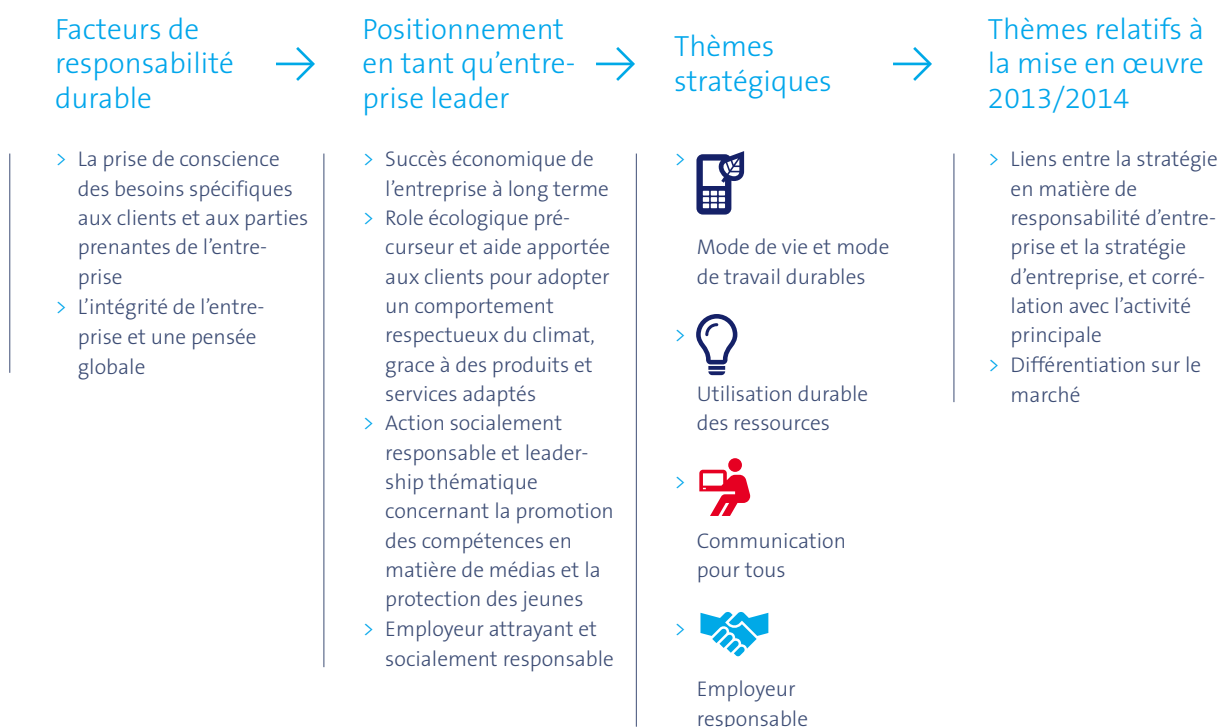 Facteurs de
responsabilité
durable
> La prise de conscience
des besoins spécifiques
aux clients et aux parties
prenantes de l'entre-
prise
> L'intégrité de l'entre-
prise et une pensée
globale
Positionnement
en tant qu'entre-
prise leader
> Succès économique de
l'entreprise à long terme
> Role écologique pré-
curseur et aide apportée
aux clients pour adopter
un comportement
respectueux du climat,
grace à des produits et
services adaptés
> Action socialement
responsable et leader-
ship thématique
concernant la promotion
des compétences en
matière de médias et la
protection des jeunes
> Employeur attrayant et
socialement responsable
Thèmes
stratégiques
>
Mode de vie et mode
de travail durables
>
Utilisation durable
des ressources
>
Communication
pour tous
>
Employeur
responsable
Thèmes relatifs à
la mise en œuvre
2013/2014
> Liens entre la stratégie
en matière de
responsabilité d'entre-
prise et la stratégie
d'entreprise, et corré-
lation avec l'activité
principale
> Différentiation sur le
marché